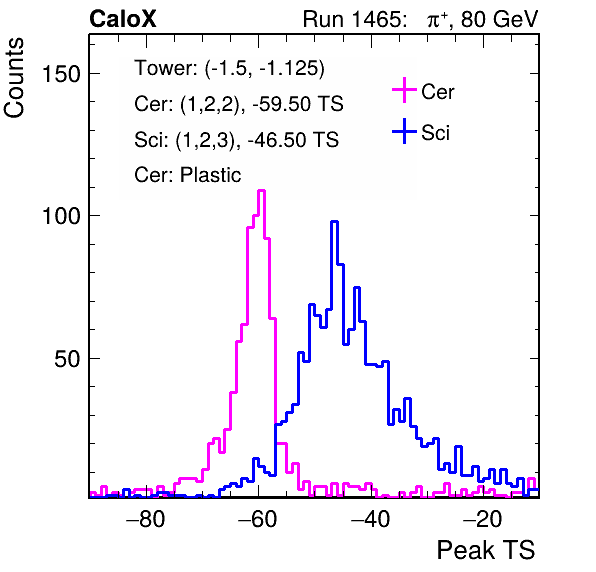 CaloX Run 1465: π⁺, 80 GeV
Counts
150
100
50
Tower: (-1.5, -1.125)
Cer: (1,2,2), -59.50 TS
Sci: (1,2,3), -46.50 TS
Cer: Plastic
Cer
Sci
−80 −60 −40 −20
Peak TS